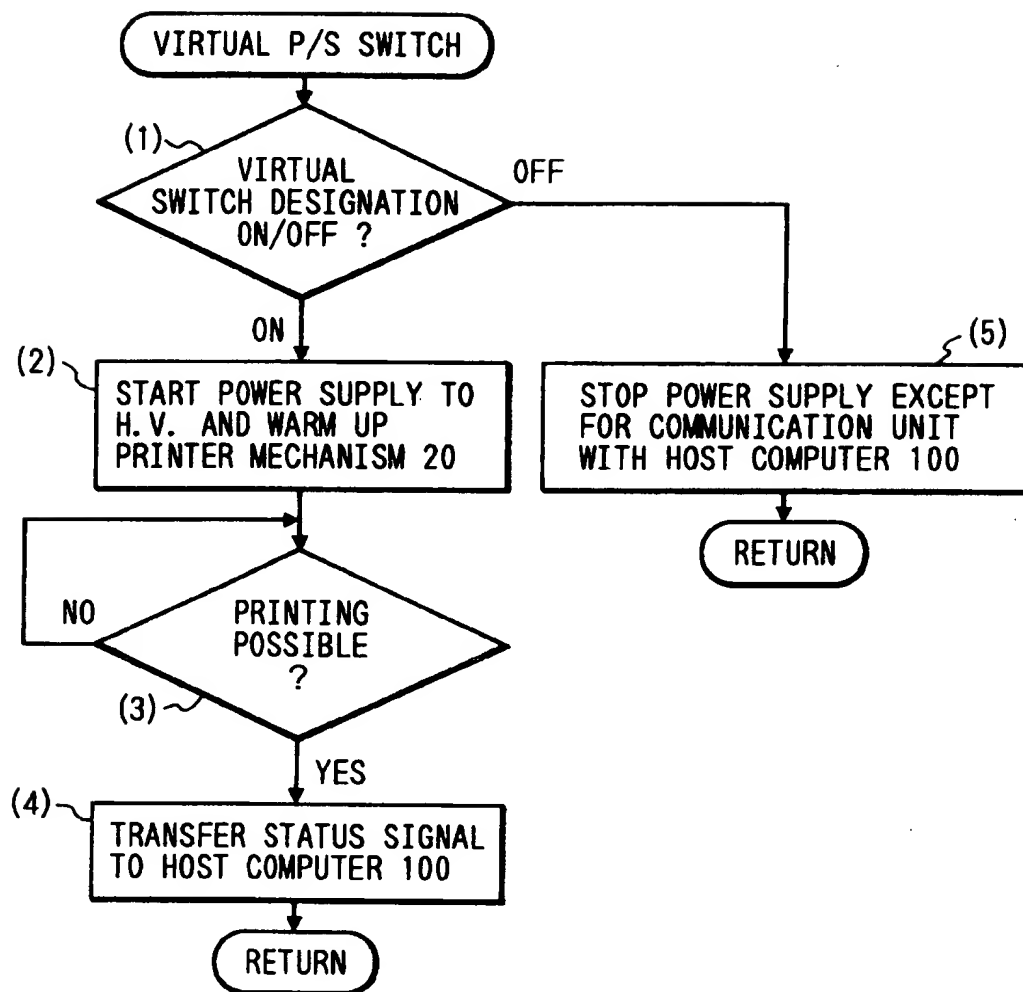 VIRTUAL P/S SWITCH
(1)
VIRTUAL
SWITCH DESIGNATION
ON/OFF ?
OFF
ON
(2)
START POWER SUPPLY TO
H.V. AND WARM UP
PRINTER MECHANISM 20
(5)
STOP POWER SUPPLY EXCEPT
FOR COMMUNICATION UNIT
WITH HOST COMPUTER 100
RETURN
NO
PRINTING
POSSIBLE
?
(3)
YES
(4)
TRANSFER STATUS SIGNAL
TO HOST COMPUTER 100
RETURN